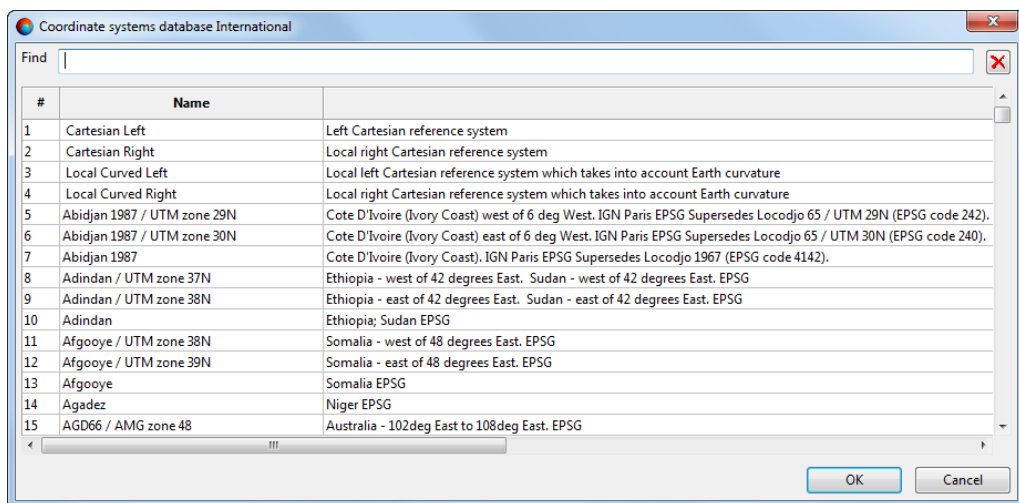 Coordinate systems database International
Find
# Name
1 Cartesian Left Left Cartesian reference system
2 Cartesian Right Local right Cartesian reference system
3 Local Curved Left Local left Cartesian reference system which takes into account Earth curvature
4 Local Curved Right Local right Cartesian reference system which takes into account Earth curvature
5 Abidjan 1987 / UTM zone 29N Cote D'Ivoire (Ivory Coast) west of 6 deg West. IGN Paris EPSG Supersedes Locodjo 65 / UTM 29N (EPSG code 242).
6 Abidjan 1987 / UTM zone 30N Cote D'Ivoire (Ivory Coast) east of 6 deg West. IGN Paris EPSG Supersedes Locodjo 65 / UTM 30N (EPSG code 240).
7 Abidjan 1987 Cote D'Ivoire (Ivory Coast). IGN Paris EPSG Supersedes Locodjo 1967 (EPSG code 4142).
8 Adindan / UTM zone 37N Ethiopia - west of 42 degrees East. Sudan - west of 42 degrees East. EPSG
9 Adindan / UTM zone 38N Ethiopia - east of 42 degrees East. Sudan - east of 42 degrees East. EPSG
10 Adindan Ethiopia; Sudan EPSG
11 Afgooye / UTM zone 38N Somalia - west of 48 degrees East. EPSG
12 Afgooye / UTM zone 39N Somalia - east of 48 degrees East. EPSG
13 Afgooye Somalia EPSG
14 Agadez Niger EPSG
15 AGD66 / AMG zone 48 Australia - 102deg East to 108deg East. EPSG
OK Cancel